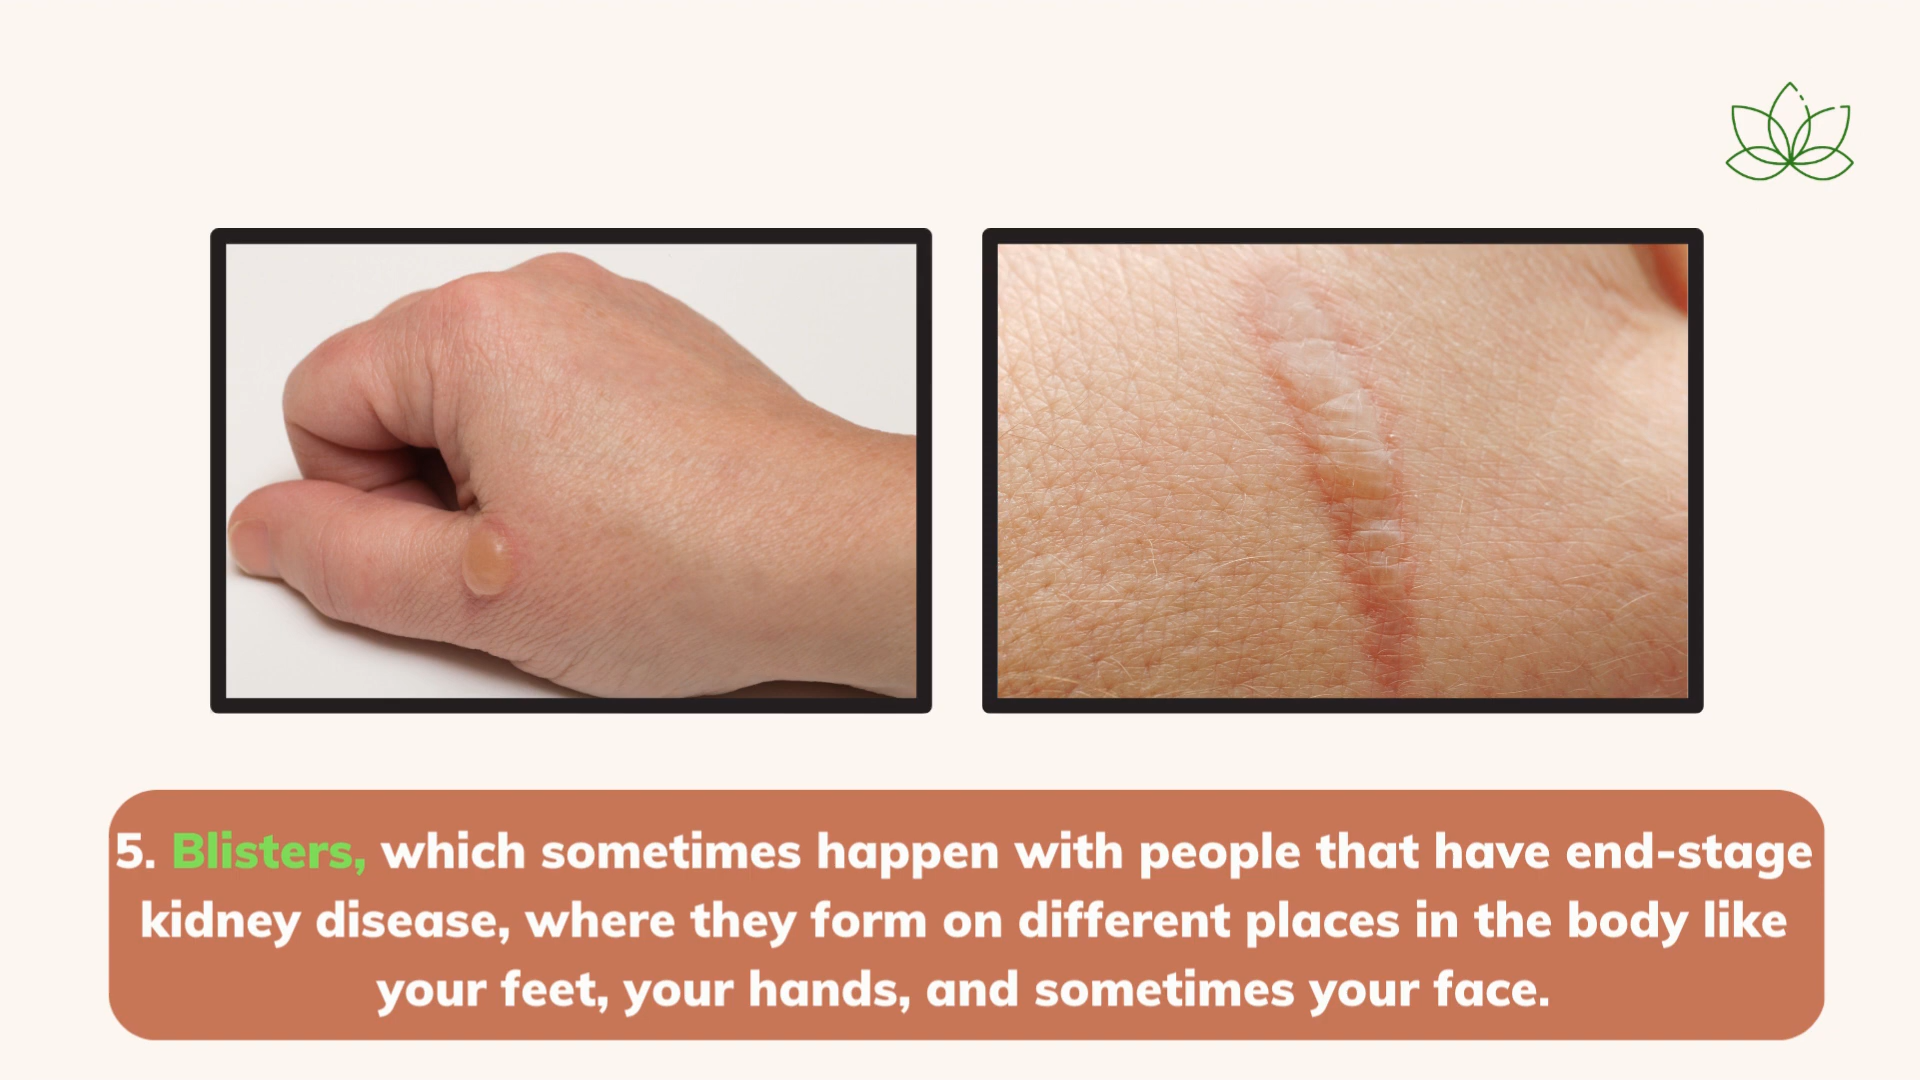 5. Blisters, which sometimes happen with people that have end-stage
kidney disease, where they form on different places in the body like
your feet, your hands, and sometimes your face.